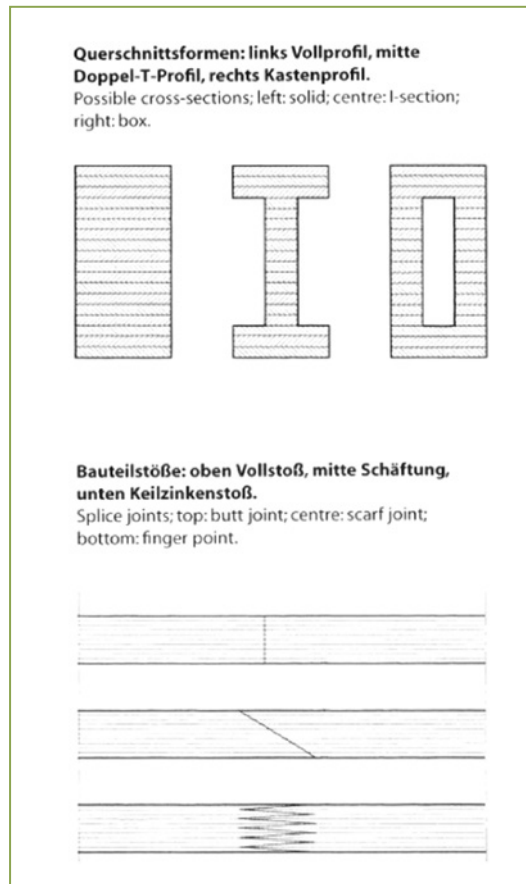 Querschnittsformen: links Vollprofil, mitte
Doppel-T-Profil, rechts Kastenprofil.
Possible cross-sections; left: solid; centre: I-section;
right: box.
Bauteilstöße: oben Vollstoß, mitte Schäftung,
unten Keilzinkenstoß.
Splice joints; top: butt joint; centre: scarf joint;
bottom: finger point.